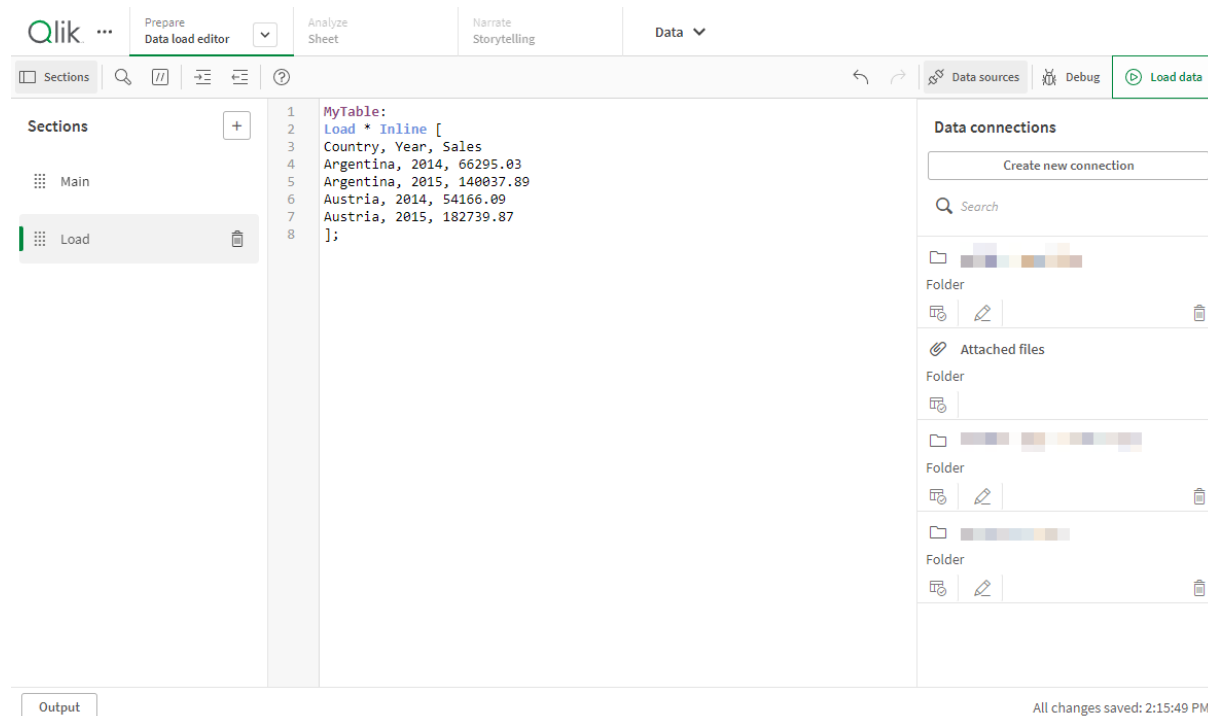 Qlik
Prepare
Data load editor
Analyze
Sheet
Narrate
Storytelling
Data
Sections
Data sources
Debug
Load data
Sections
Main
Load
1 MyTable:
2 Load * Inline [
3 Country, Year, Sales
4 Argentina, 2014, 66295.03
5 Argentina, 2015, 140037.89
6 Austria, 2014, 54166.09
7 Austria, 2015, 182739.87
8 ];
Data connections
Create new connection
Search
Folder
Attached files
Folder
Folder
Folder
Output
All changes saved: 2:15:49 PM